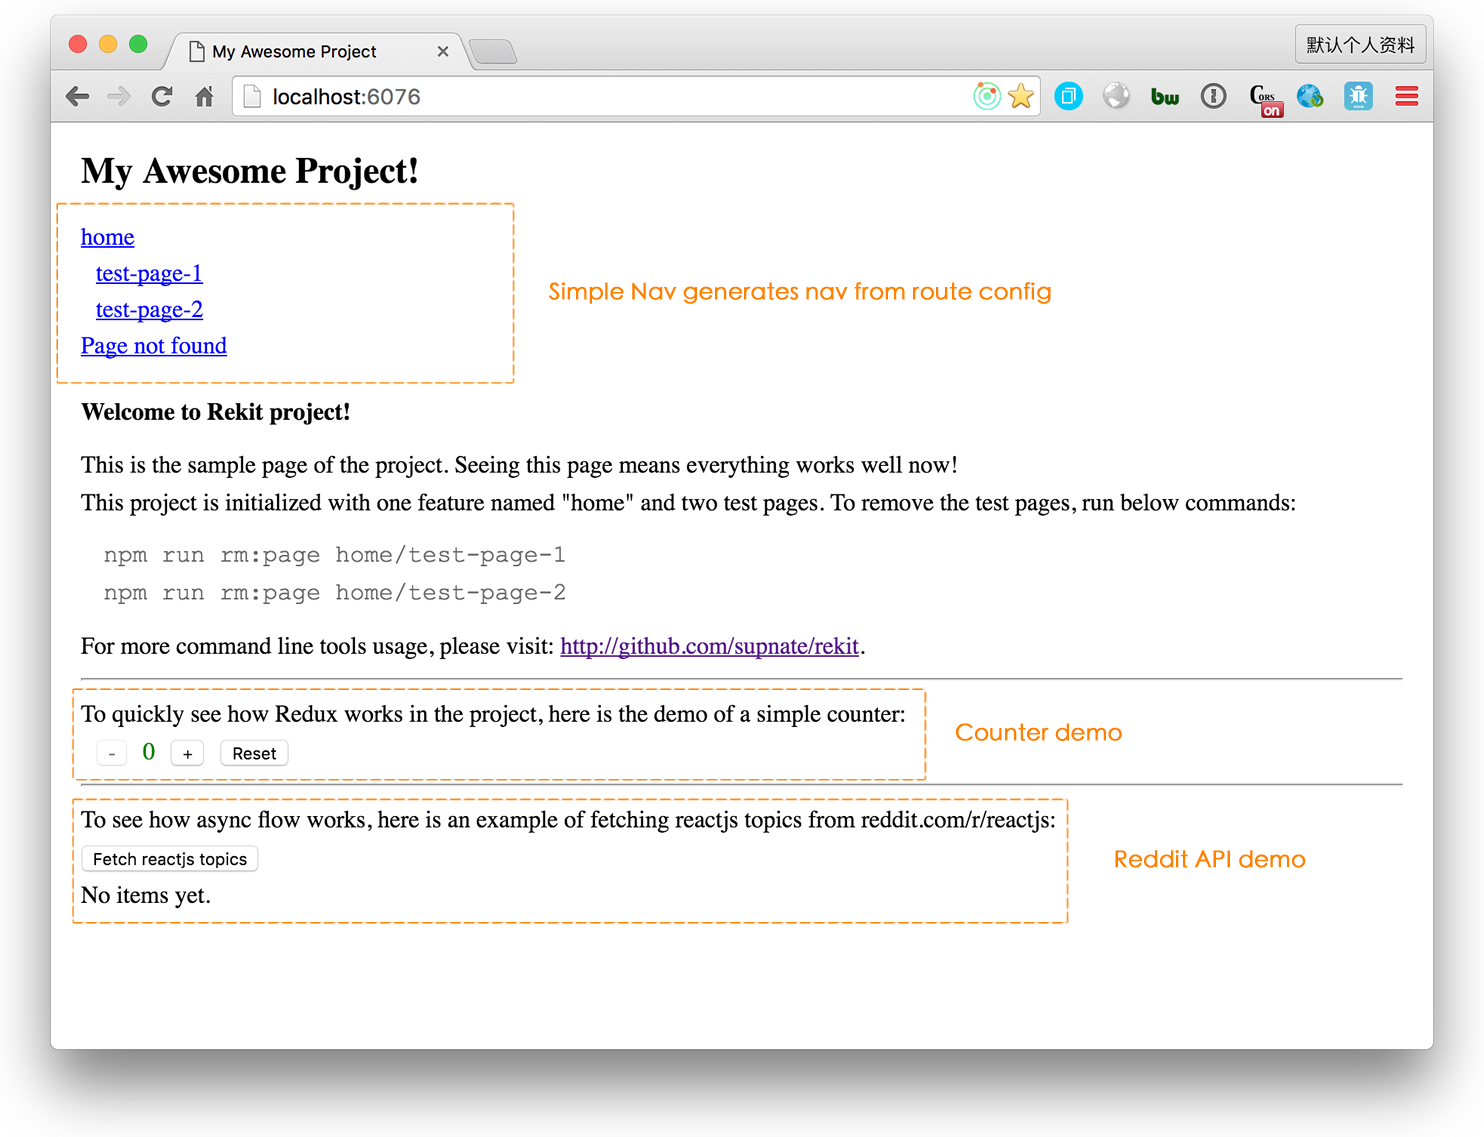 My Awesome Project
默认个人资料
localhost:6076
bw
CORS
on
My Awesome Project!
home
test-page-1
test-page-2
Page not found
Simple Nav generates nav from route config
Welcome to Rekit project!
This is the sample page of the project. Seeing this page means everything works well now!
This project is initialized with one feature named "home" and two test pages. To remove the test pages, run below commands:
npm run rm:page home/test-page-1
npm run rm:page home/test-page-2
For more command line tools usage, please visit: http://github.com/supnate/rekit.
To quickly see how Redux works in the project, here is the demo of a simple counter:
- 0 + Reset
Counter demo
To see how async flow works, here is an example of fetching reactjs topics from reddit.com/r/reactjs:
Fetch reactjs topics
No items yet.
Reddit API demo